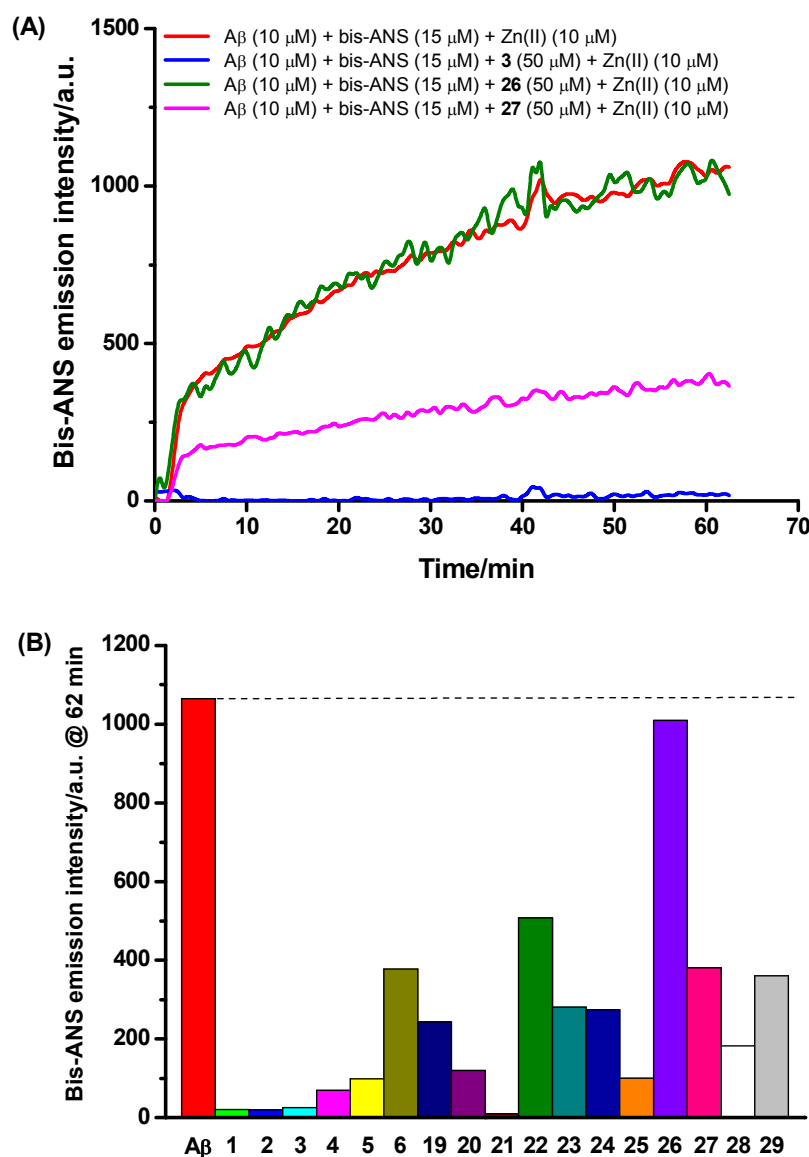 (A)
1500
1000
500
0
Bis-ANS emission intensity/a.u.
Aβ (10 μM) + bis-ANS (15 μM) + Zn(II) (10 μM)
Aβ (10 μM) + bis-ANS (15 μM) + 3 (50 μM) + Zn(II) (10 μM)
Aβ (10 μM) + bis-ANS (15 μM) + 26 (50 μM) + Zn(II) (10 μM)
Aβ (10 μM) + bis-ANS (15 μM) + 27 (50 μM) + Zn(II) (10 μM)
0 10 20 30 40 50 60 70
Time/min
(B)
Bis-ANS emission intensity/a.u. @ 62 min
1200
1000
800
600
400
200
0
Aβ 1 2 3 4 5 6 19 20 21 22 23 24 25 26 27 28 29